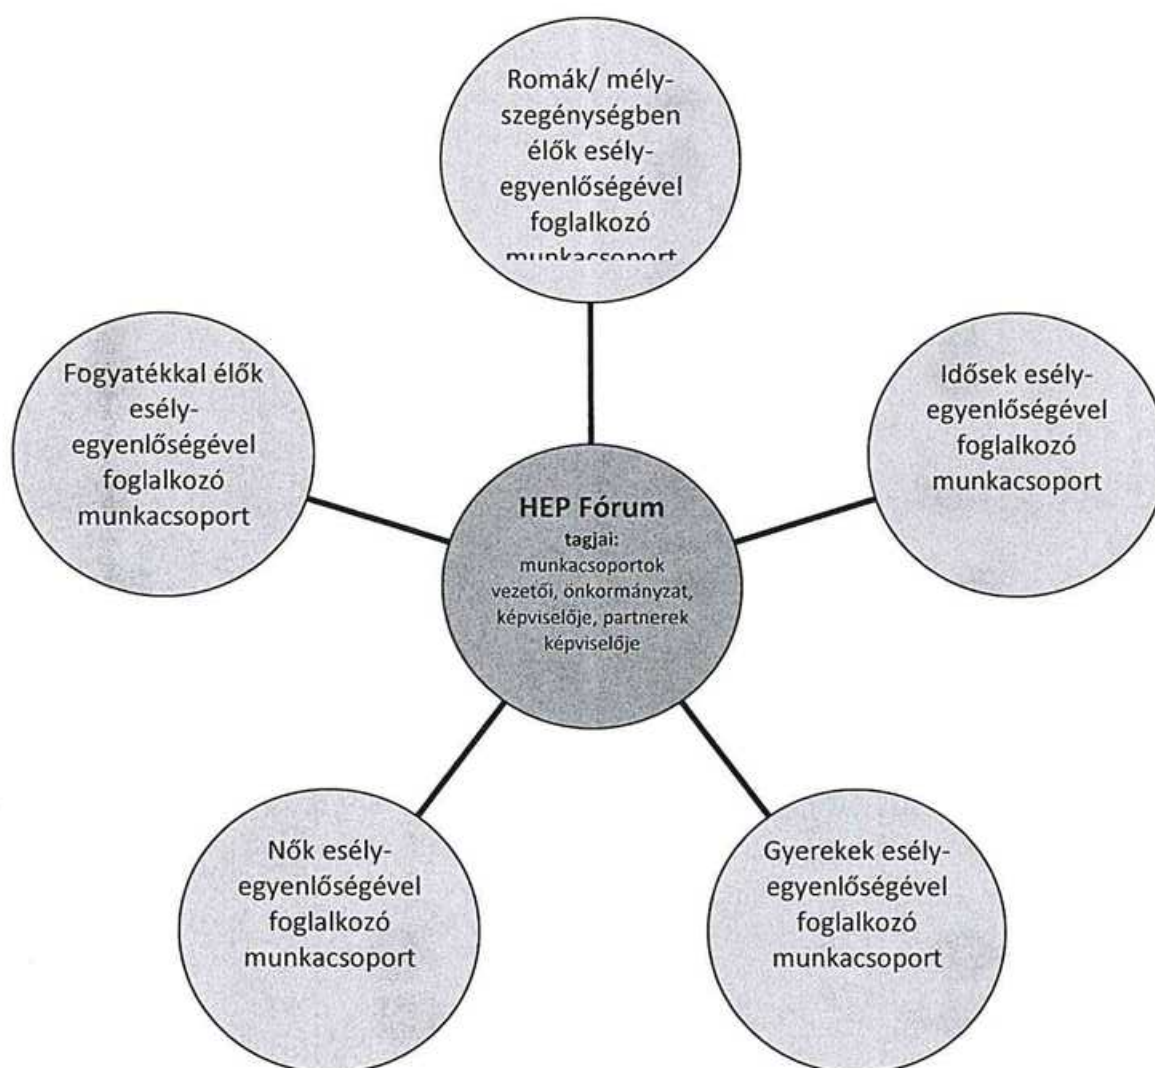 Romák/ mély-
szegénységben
élők esély-
egyenlőségével
foglalkozó
munkacsoport
Fogyatékkal élők
esély-
egyenlőségével
foglalkozó
munkacsoport
Idősek esély-
egyenlőségével
foglalkozó
munkacsoport
HEP Fórum
tagjai:
munkacsoportok
vezetői, önkormányzat,
képviselője, partnerek
képviselője
Nők esély-
egyenlőségével
foglalkozó
munkacsoport
Gyerekek esély-
egyenlőségével
foglalkozó
munkacsoport